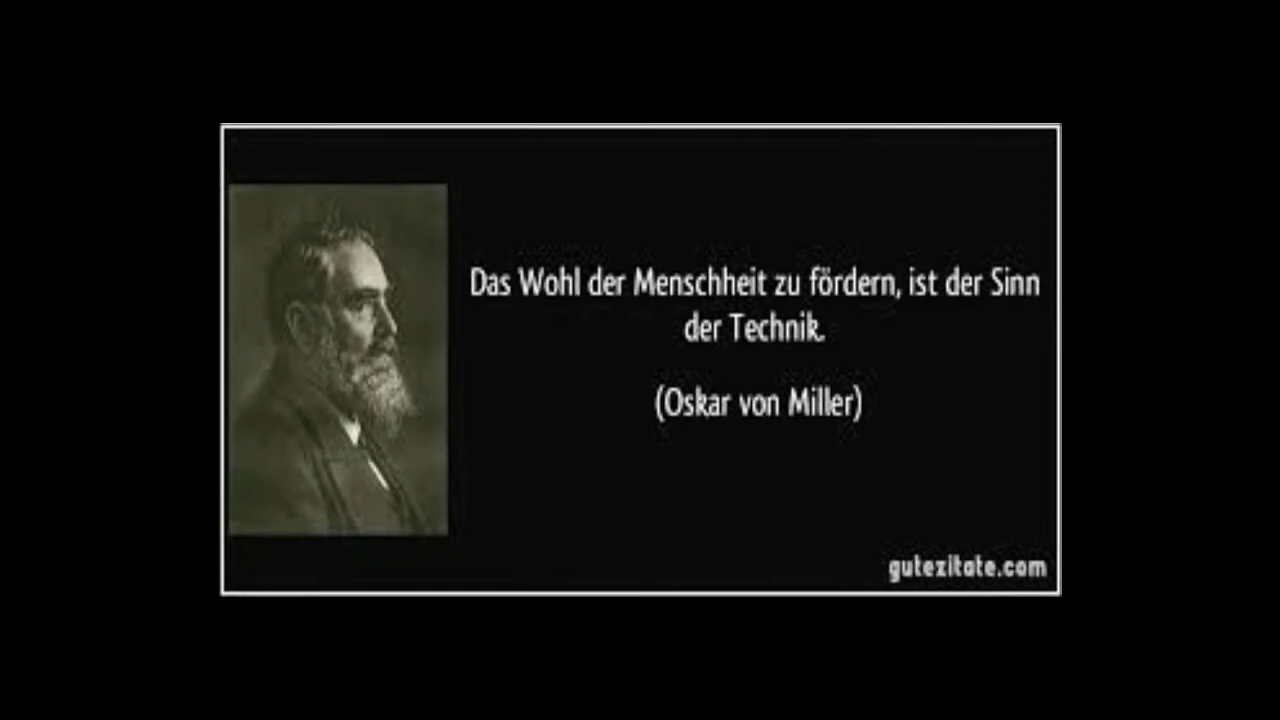 Das Wohl der Menschheit zu fördern, ist der Sinn
der Technik.
(Oskar von Miller)
gutezitate.com